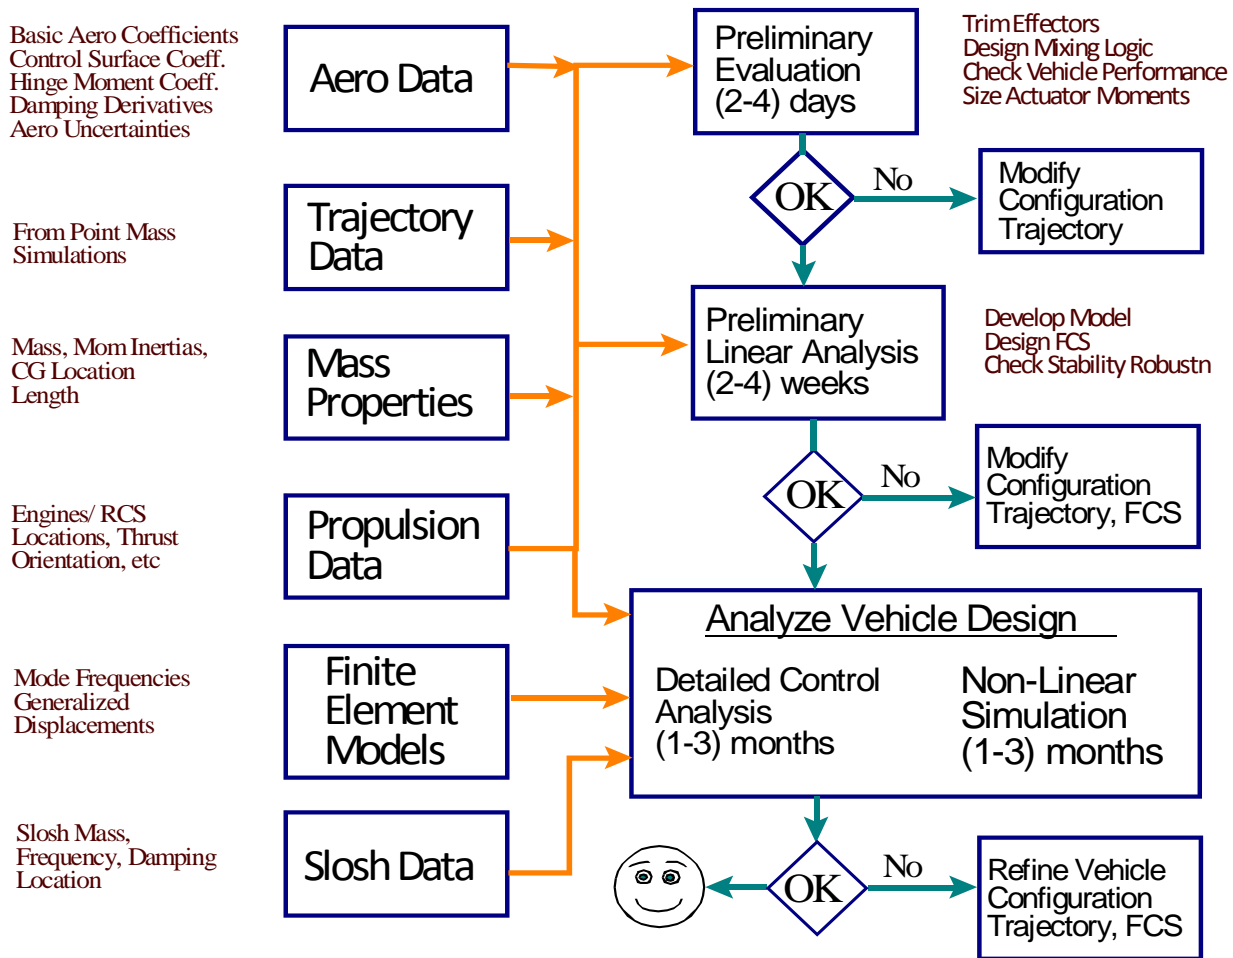 Basic Aero Coefficients
Control Surface Coeff.
Hinge Moment Coeff.
Damping Derivatives
Aero Uncertainties
Aero Data
Preliminary
Evaluation
(2-4) days
Trim Effectors
Design Mixing Logic
Check Vehicle Performance
Size Actuator Moments
OK
No
Modify
Configuration
Trajectory
From Point Mass
Simulations
Trajectory
Data
Mass, Mom Inertias,
CG Location
Length
Mass
Properties
Preliminary
Linear Analysis
(2-4) weeks
Develop Model
Design FCS
Check Stability Robustn
OK
No
Modify
Configuration
Trajectory, FCS
Engines/ RCS
Locations, Thrust
Orientation, etc
Propulsion
Data
Analyze Vehicle Design
Detailed Control
Analysis
(1-3) months
Non-Linear
Simulation
(1-3) months
Mode Frequencies
Generalized
Displacements
Finite
Element
Models
Slosh Mass,
Frequency, Damping
Location
Slosh Data
OK
No
Refine Vehicle
Configuration
Trajectory, FCS